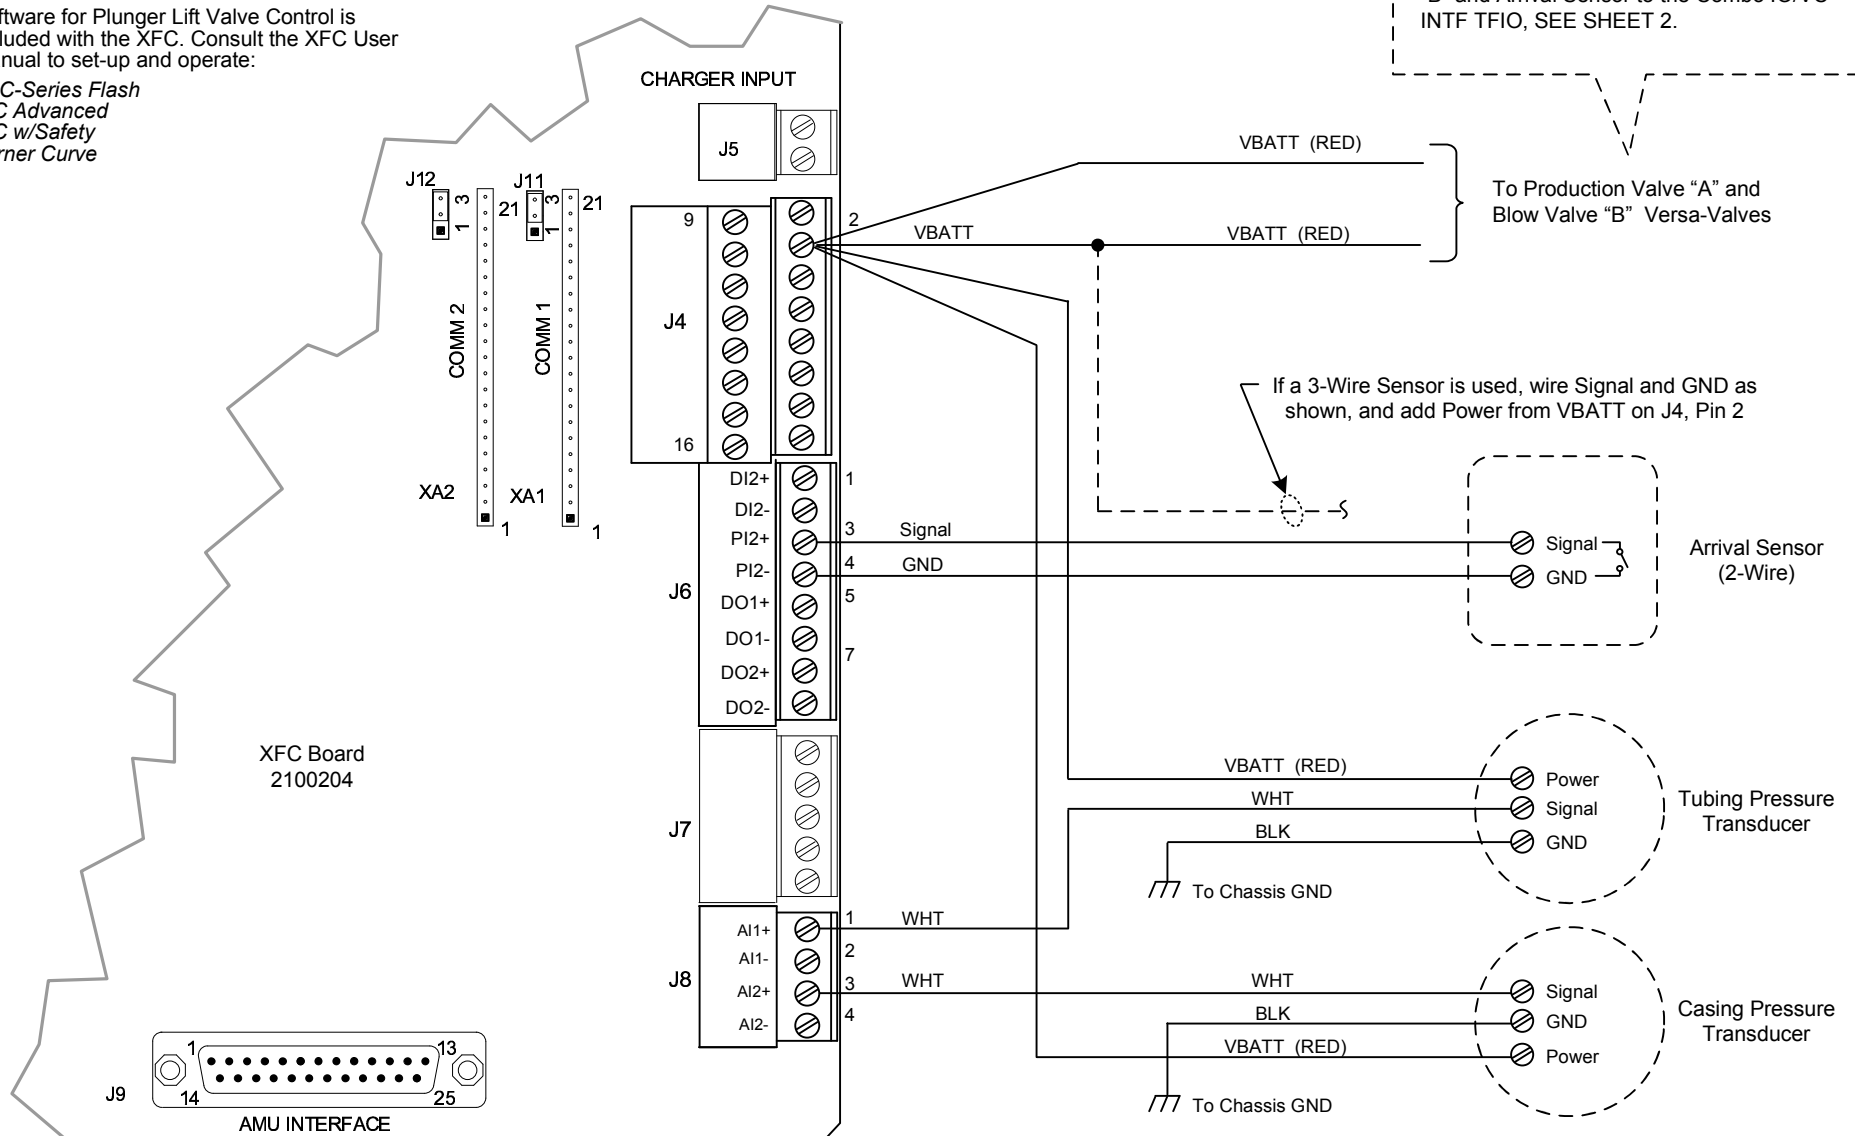 for Plunger Lift Valve Control is
with the XFC. Consult the XFC User
to set-up and operate:
Flash
Advanced
w/Safety
Curve
and Arrival Sensor to the Combo
INTF TFIO, SEE SHEET 2.
CHARGER INPUT
J5
VBATT (RED)
To Production Valve “A” and
Blow Valve “B” Versa-Valves
J12
3
1
21
J11
3
1
21
COMM 2
COMM 1
XA2
1
XA1
1
9
J4
16
2
VBATT
VBATT (RED)
If a 3-Wire Sensor is used, wire Signal and GND as
shown, and add Power from VBATT on J4, Pin 2
J6
DI2+
1
DI2-
PI2+
3
Signal
PI2-
4
GND
DO1+
5
DO1-
DO2+
7
DO2-
Signal
GND
Arrival Sensor
(2-Wire)
XFC Board
2100204
J7
VBATT (RED)
Power
WHT
Signal
BLK
GND
To Chassis GND
Tubing Pressure
Transducer
J8
AI1+
1
WHT
AI1-
2
AI2+
3
WHT
AI2-
4
WHT
Signal
BLK
GND
VBATT (RED)
Power
To Chassis GND
Casing Pressure
Transducer
J9
1
13
14
25
AMU INTERFACE